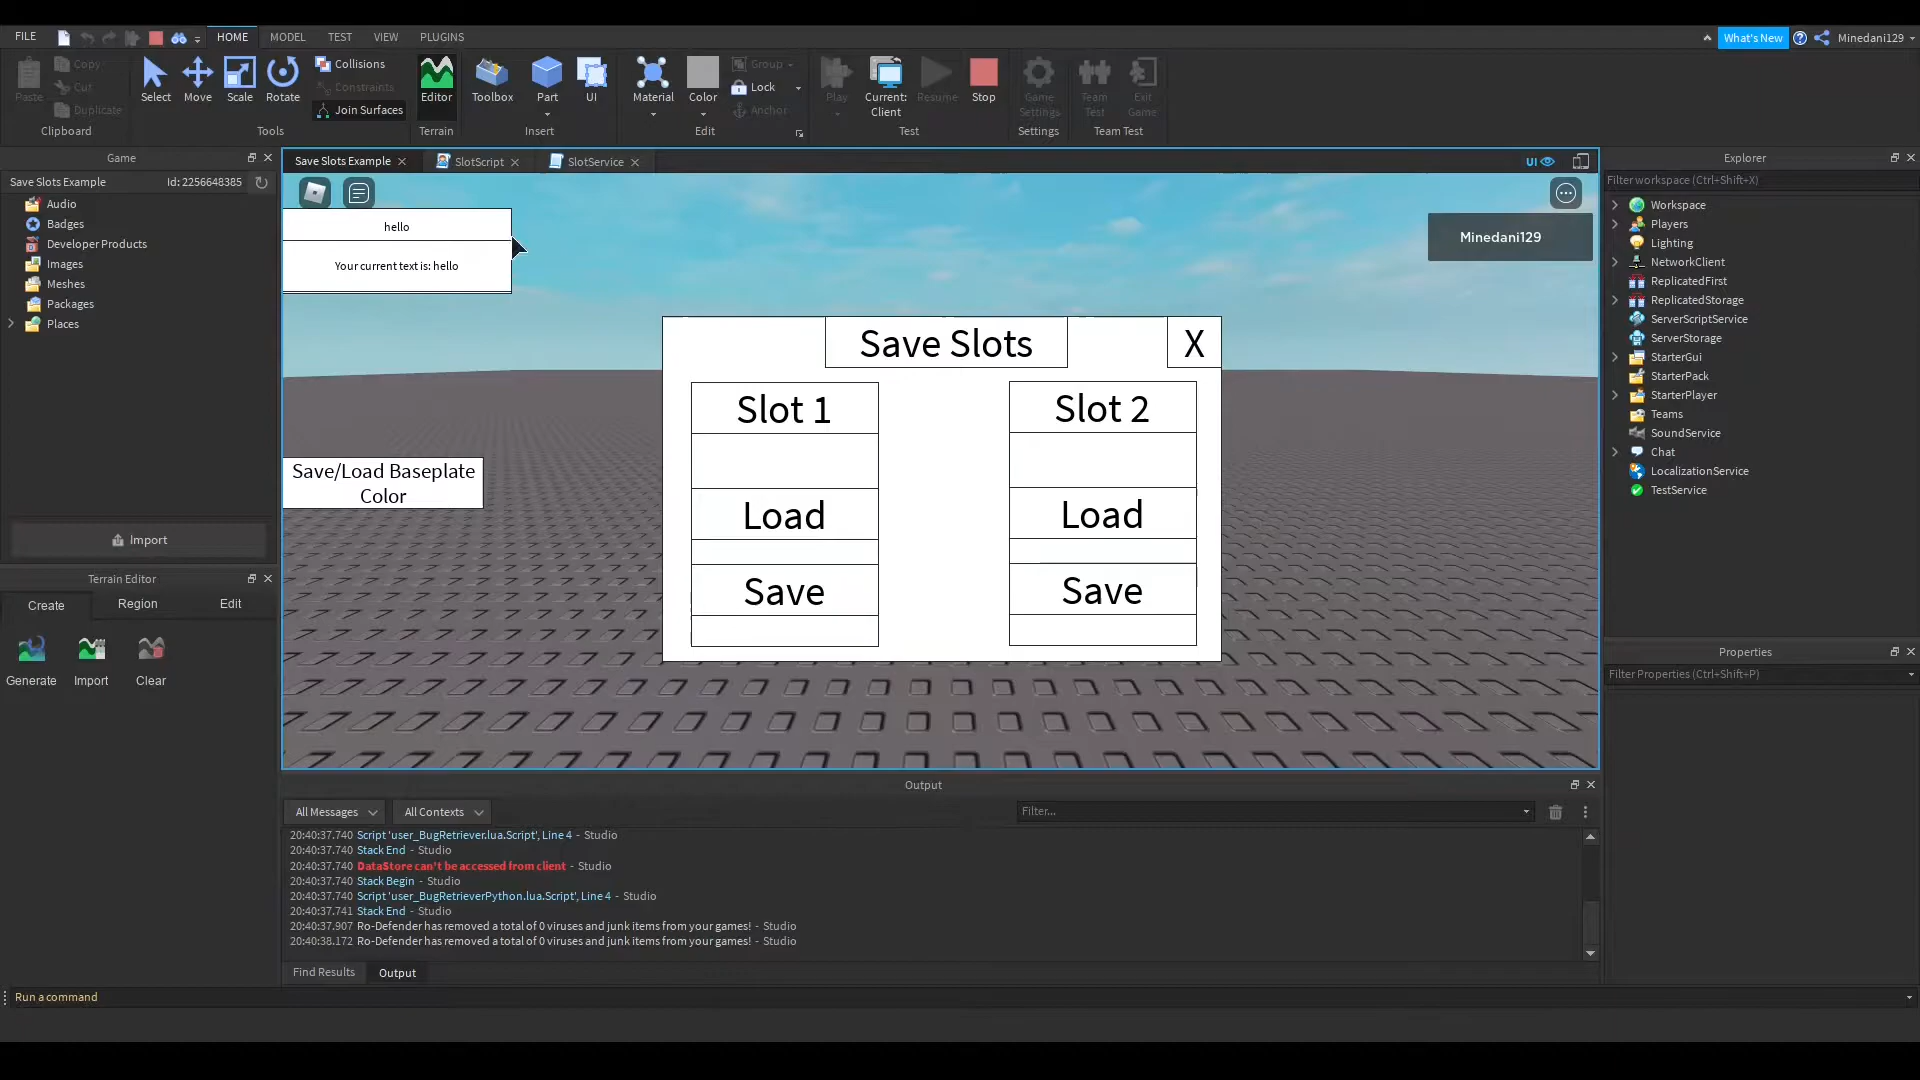 FILE
HOME
MODEL
TEST
VIEW
PLUGINS
What's New
Minedani129
Paste
Copy
Cut
Duplicate
Clipboard
Select
Move
Scale
Rotate
Collisions
Constraints
Join Surfaces
Tools
Editor
Terrain
Toolbox
Part
UI
Insert
Material
Color
Group
Lock
Anchor
Edit
Play
Current:
Client
Resume
Stop
Test
Game
Settings
Settings
Team
Test
Exit
Game
Team Test
Game
Save Slots Example Id: 2256648385
Audio
Badges
Developer Products
Images
Meshes
Packages
Places
Import
Terrain Editor
Create
Region
Edit
Generate
Import
Clear
Save Slots Example
SlotScript
SlotService
UI
hello
Your current text is: hello
Minedani129
Save Slots
X
Slot 1
Load
Save
Slot 2
Load
Save
Save/Load Baseplate
Color
Output
All Messages
All Contexts
Filter...
20:40:37.740 Script 'user_BugRetriever.lua.Script', Line 4 - Studio
20:40:37.740 Stack End - Studio
20:40:37.740 DataStore can't be accessed from client - Studio
20:40:37.740 Stack Begin - Studio
20:40:37.740 Script 'user_BugRetrieverPython.lua.Script', Line 4 - Studio
20:40:37.741 Stack End - Studio
20:40:37.907 Ro-Defender has removed a total of 0 viruses and junk items from your games! - Studio
20:40:38.172 Ro-Defender has removed a total of 0 viruses and junk items from your games! - Studio
Find Results
Output
Run a command
Explorer
Filter workspace (Ctrl+Shift+X)
Workspace
Players
Lighting
NetworkClient
ReplicatedFirst
ReplicatedStorage
ServerScriptService
ServerStorage
StarterGui
StarterPack
StarterPlayer
Teams
SoundService
Chat
LocalizationService
TestService
Properties
Filter Properties (Ctrl+Shift+P)